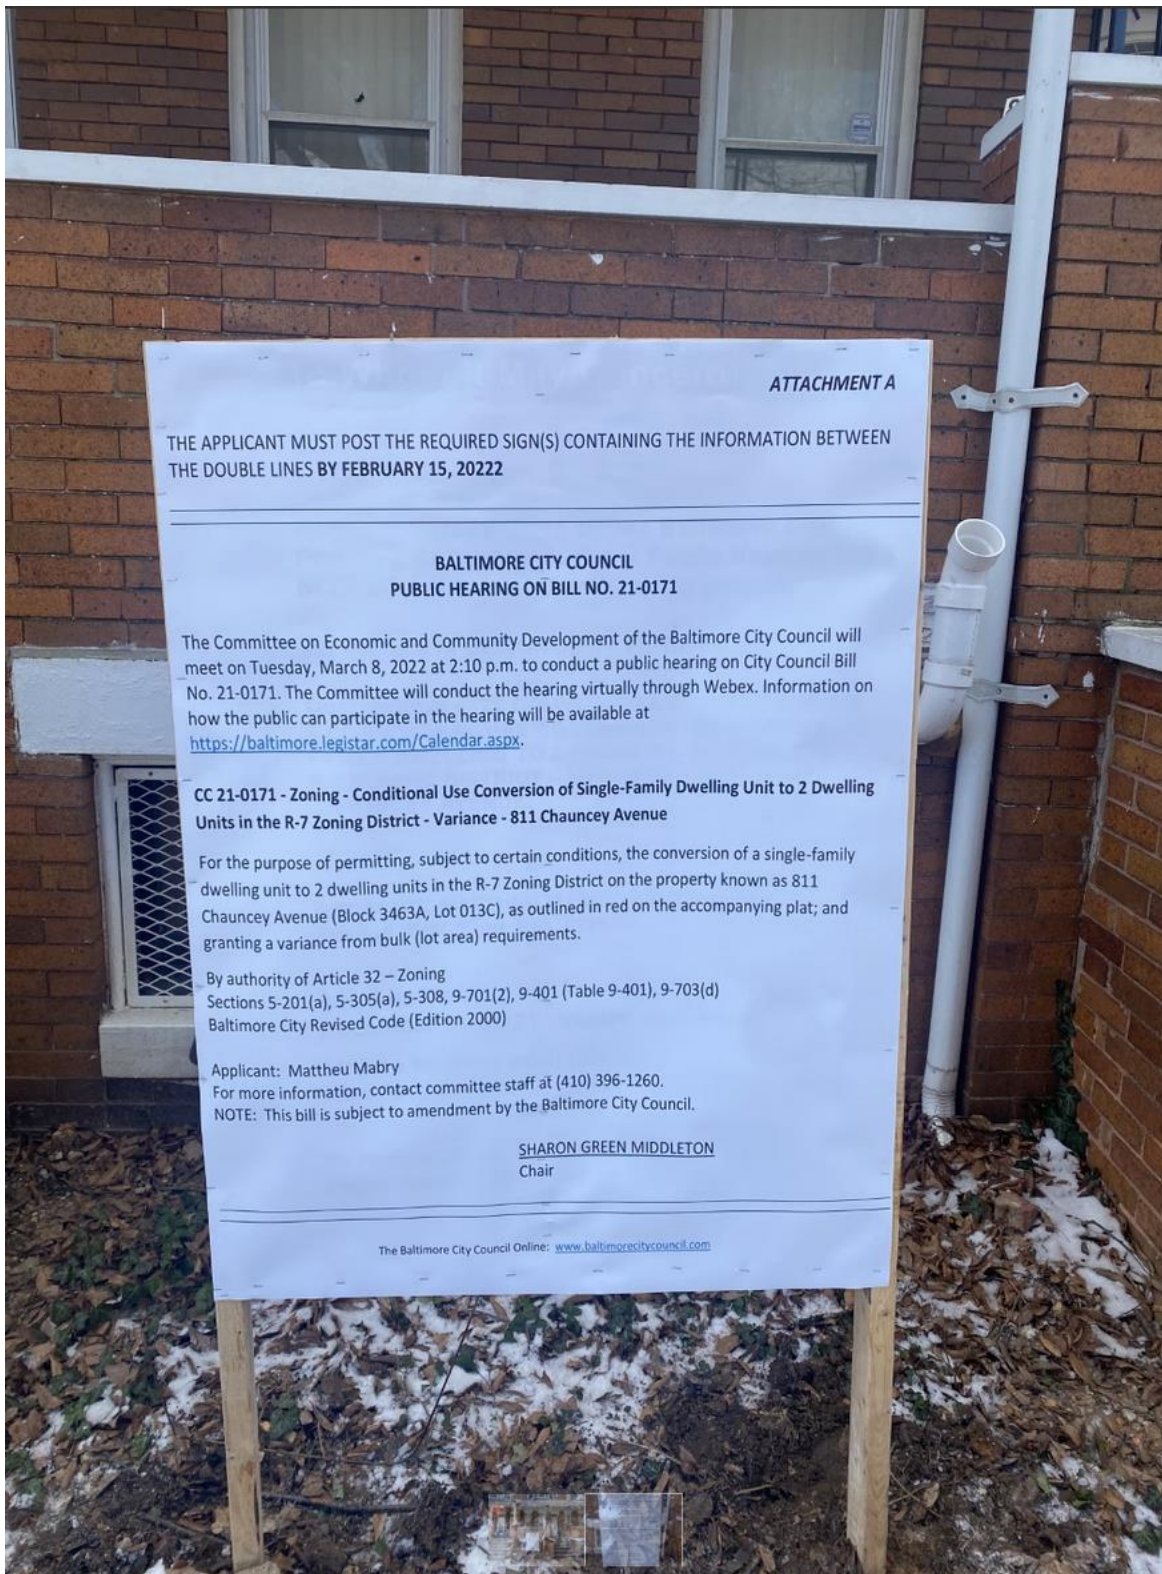 ATTACHMENT A
THE APPLICANT MUST POST THE REQUIRED SIGN(S) CONTAINING THE INFORMATION BETWEEN
THE DOUBLE LINES BY FEBRUARY 15, 20222
BALTIMORE CITY COUNCIL
PUBLIC HEARING ON BILL NO. 21-0171
The Committee on Economic and Community Development of the Baltimore City Council will
meet on Tuesday, March 8, 2022 at 2:10 p.m. to conduct a public hearing on City Council Bill
No. 21-0171. The Committee will conduct the hearing virtually through Webex. Information on
how the public can participate in the hearing will be available at
https://baltimore.legistar.com/Calendar.aspx.
CC 21-0171 - Zoning - Conditional Use Conversion of Single-Family Dwelling Unit to 2 Dwelling
Units in the R-7 Zoning District - Variance - 811 Chauncey Avenue
For the purpose of permitting, subject to certain conditions, the conversion of a single-family
dwelling unit to 2 dwelling units in the R-7 Zoning District on the property known as 811
Chauncey Avenue (Block 3463A, Lot 013C), as outlined in red on the accompanying plat; and
granting a variance from bulk (lot area) requirements.
By authority of Article 32 – Zoning
Sections 5-201(a), 5-305(a), 5-308, 9-701(2), 9-401 (Table 9-401), 9-703(d)
Baltimore City Revised Code (Edition 2000)
Applicant: Mattheu Mabry
For more information, contact committee staff at (410) 396-1260.
NOTE: This bill is subject to amendment by the Baltimore City Council.
SHARON GREEN MIDDLETON
Chair
The Baltimore City Council Online: www.baltimorecitycouncil.com